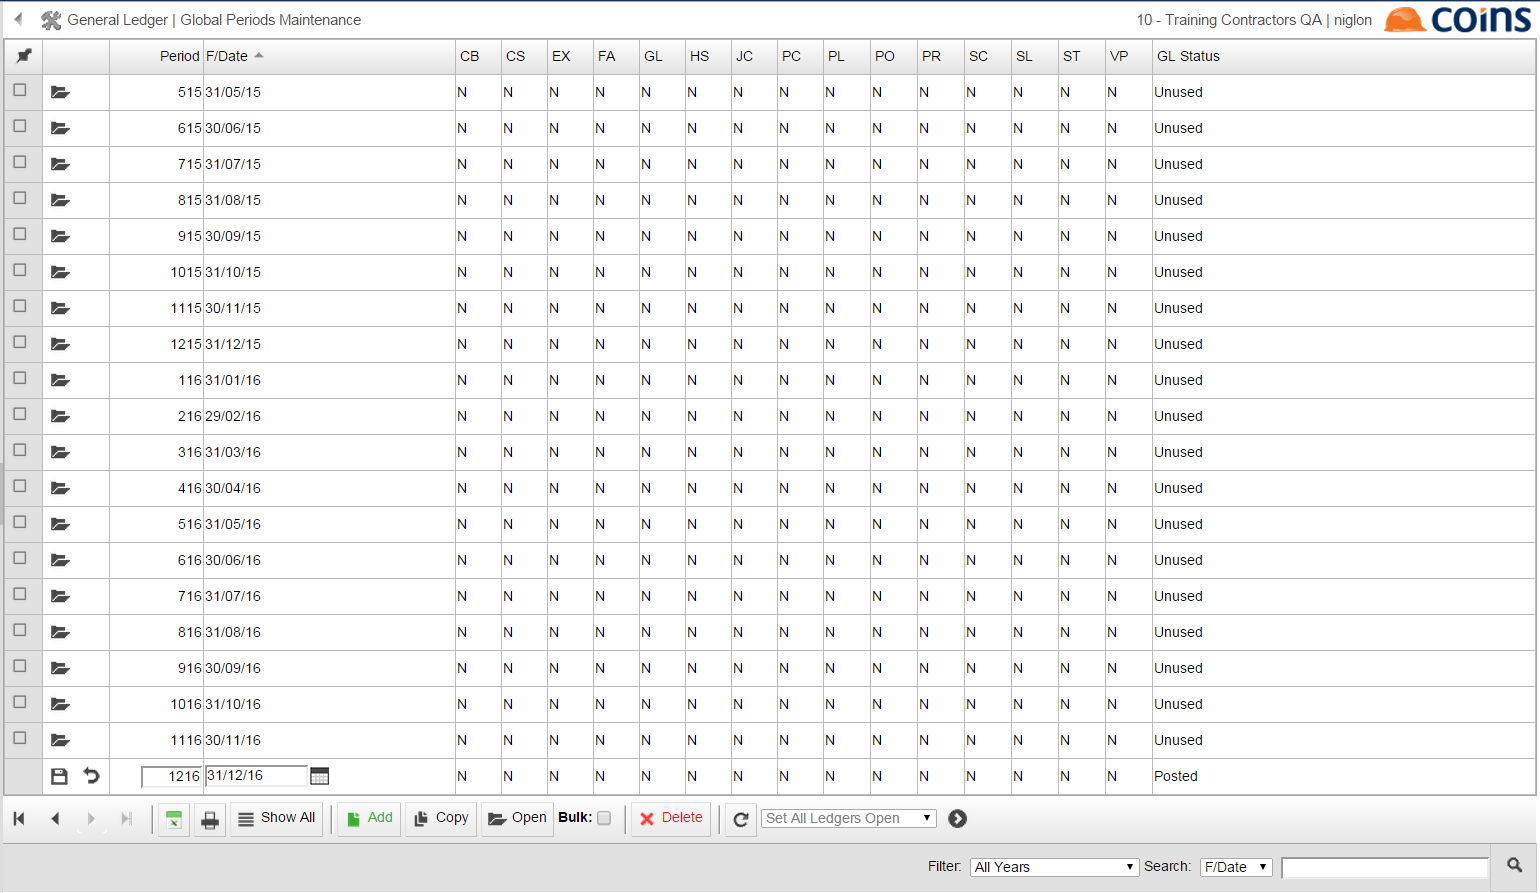 General Ledger | Global Periods Maintenance 10 - Training Contractors QA | niglon coins
Period F/Date CB CS EX FA GL HS JC PC PL PO PR SC SL ST VP GL Status
515 31/05/15 N N N N N N N N N N N N N N N Unused
615 30/06/15 N N N N N N N N N N N N N N N Unused
715 31/07/15 N N N N N N N N N N N N N N N Unused
815 31/08/15 N N N N N N N N N N N N N N N Unused
915 30/09/15 N N N N N N N N N N N N N N N Unused
1015 31/10/15 N N N N N N N N N N N N N N N Unused
1115 30/11/15 N N N N N N N N N N N N N N N Unused
1215 31/12/15 N N N N N N N N N N N N N N N Unused
116 31/01/16 N N N N N N N N N N N N N N N Unused
216 29/02/16 N N N N N N N N N N N N N N N Unused
316 31/03/16 N N N N N N N N N N N N N N N Unused
416 30/04/16 N N N N N N N N N N N N N N N Unused
516 31/05/16 N N N N N N N N N N N N N N N Unused
616 30/06/16 N N N N N N N N N N N N N N N Unused
716 31/07/16 N N N N N N N N N N N N N N N Unused
816 31/08/16 N N N N N N N N N N N N N N N Unused
916 30/09/16 N N N N N N N N N N N N N N N Unused
1016 31/10/16 N N N N N N N N N N N N N N N Unused
1116 30/11/16 N N N N N N N N N N N N N N N Unused
1216 31/12/16 N N N N N N N N N N N N N N N Posted
Show All Add Copy Open Bulk: Delete Set All Ledgers Open
Filter: All Years Search: F/Date